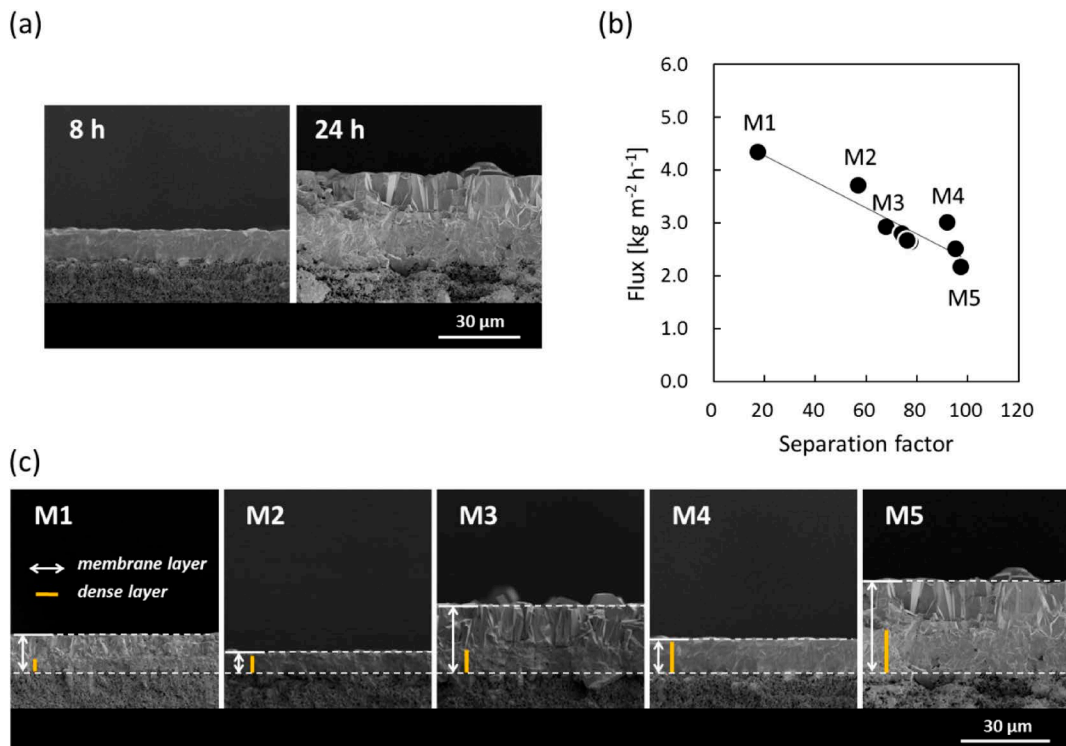 (a)
8 h
24 h
30 µm
(b)
6.0
5.0
4.0
3.0
2.0
1.0
0.0
Flux [kg m⁻² h⁻¹]
M1
M2
M3
M4
M5
0 20 40 60 80 100 120
Separation factor
(c)
M1
M2
M3
M4
M5
membrane layer
dense layer
30 µm